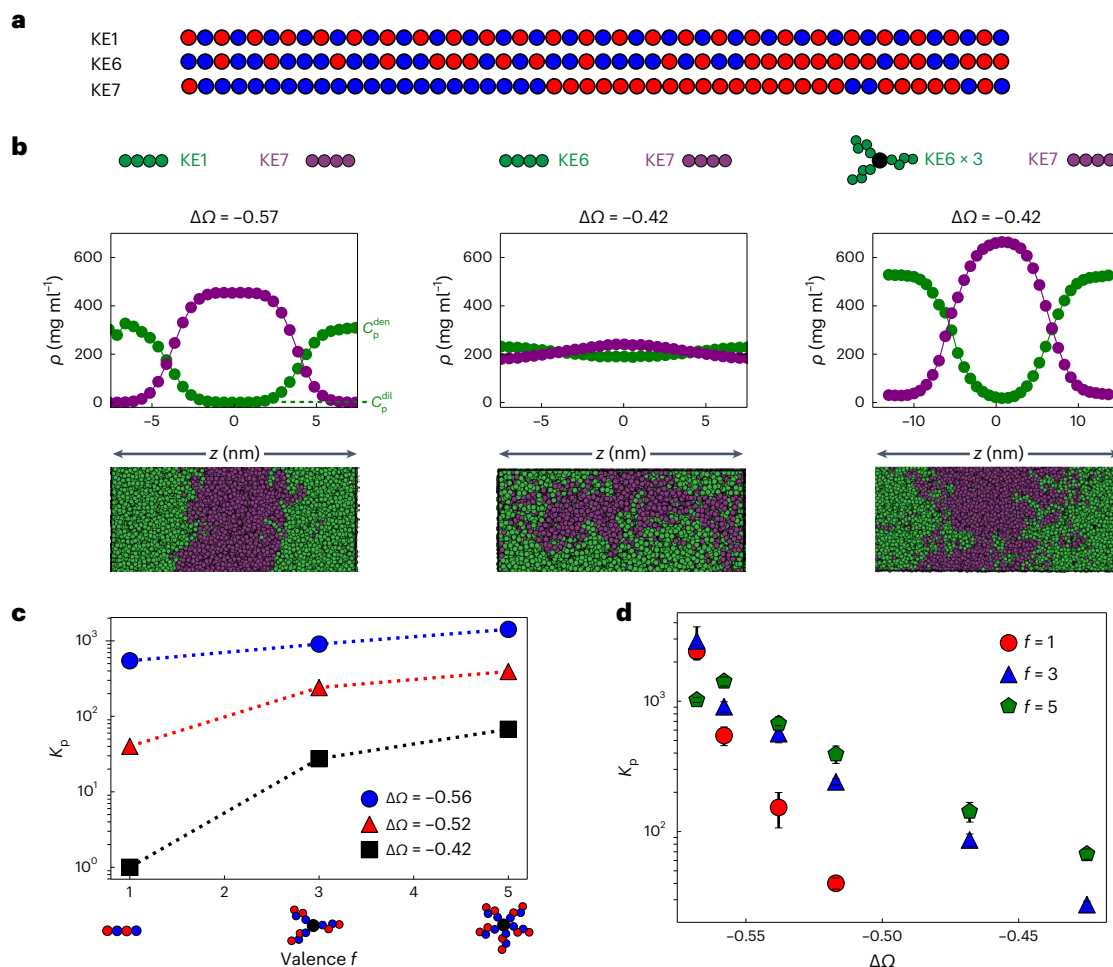 a
KE1
KE6
KE7
b
KE1 KE7
ΔΩ = −0.57
ρ (mg ml⁻¹)
600
400
200
0
−5 0 5
C_p^den
C_p^dil
z (nm)
KE6 KE7
ΔΩ = −0.42
ρ (mg ml⁻¹)
600
400
200
0
−5 0 5
z (nm)
KE6 × 3 KE7
ΔΩ = −0.42
ρ (mg ml⁻¹)
600
400
200
0
−10 0 10
z (nm)
c
K_p
10³
10²
10¹
10⁰
ΔΩ = −0.56
ΔΩ = −0.52
ΔΩ = −0.42
1 2 3 4 5
Valence f
d
K_p
10³
10²
f = 1
f = 3
f = 5
−0.55 −0.50 −0.45
ΔΩ